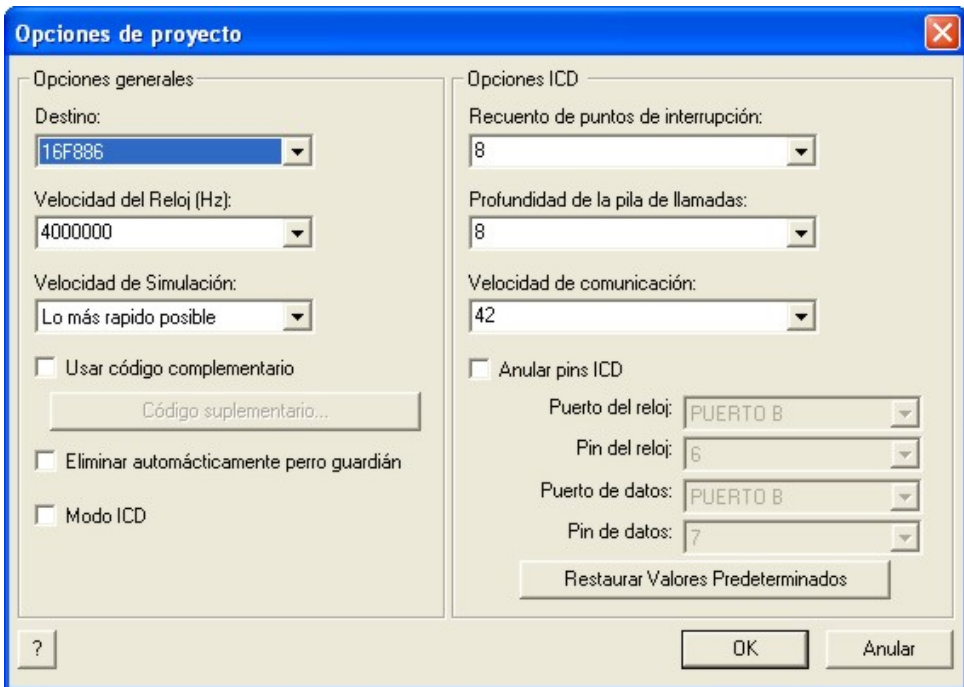 Opciones de proyecto
Opciones generales
Destino:
16F886
Velocidad del Reloj (Hz):
4000000
Velocidad de Simulación:
Lo más rapido posible
Usar código complementario
Código suplementario...
Eliminar automácticamente perro guardián
Modo ICD
Opciones ICD
Recuento de puntos de interrupción:
8
Profundidad de la pila de llamadas:
8
Velocidad de comunicación:
42
Anular pins ICD
Puerto del reloj: PUERTO B
Pin del reloj: 6
Puerto de datos: PUERTO B
Pin de datos: 7
Restaurar Valores Predeterminados
? OK Anular